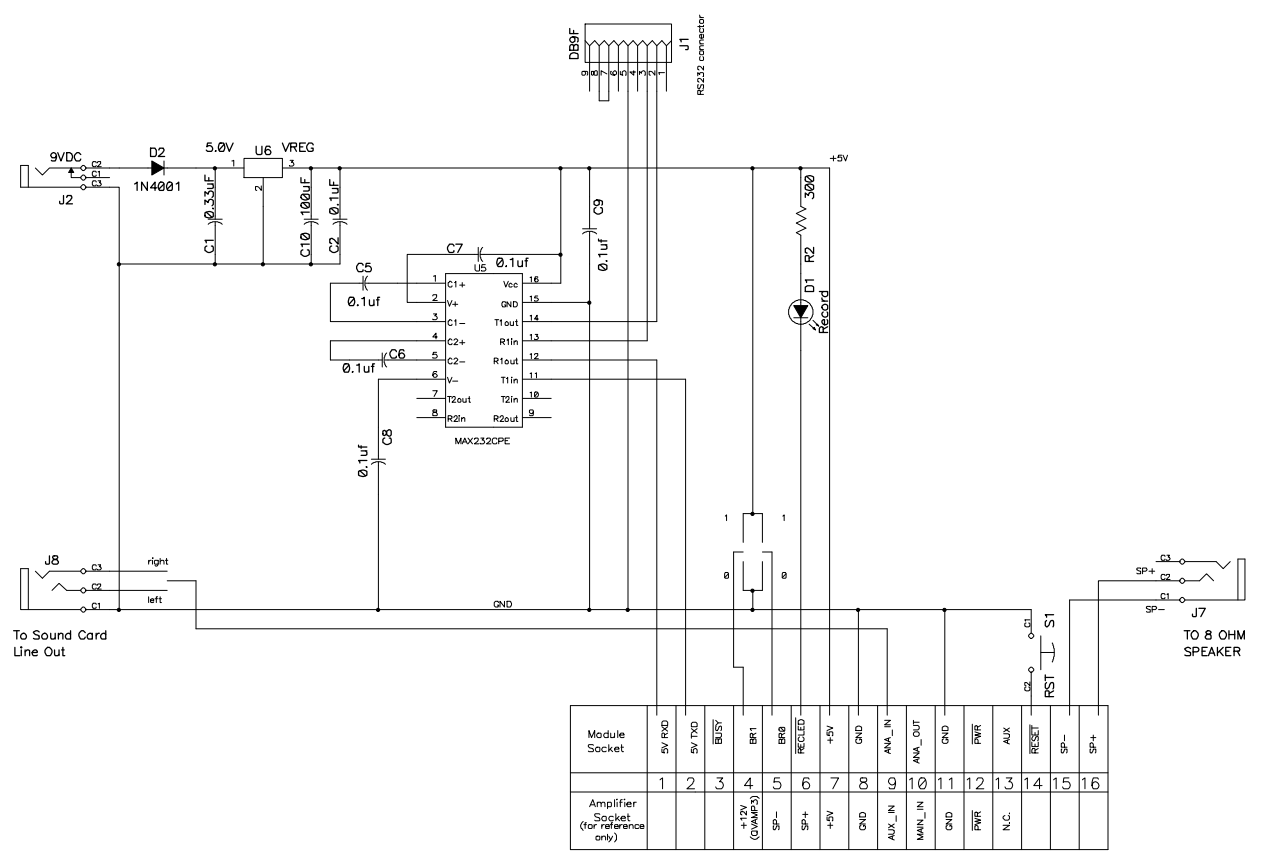 DB9F
J1
RS232 connector
9
8
7
6
5
4
3
2
1
9VDC
C2
C1
C3
J2
D2
1N4001
5.0V
1
U6
3
VREG
2
+5V
C1
0.33uF
C10
100uF
C2
0.1uF
C9
0.1uf
300
R2
D1
Record
C7
0.1uf
C5
0.1uf
C6
0.1uf
C8
0.1uf
U5
1 C1+ Vcc 16
2 V+ GND 15
3 C1- T1out 14
4 C2+ R1in 13
5 C2- R1out 12
6 V- T1in 11
7 T2out T2in 10
8 R2in R2out 9
MAX232CPE
1 1
0 0
J8
C3 right
C2
left
C1
GND
To Sound Card
Line Out
C3
SP+ C2
C1
SP-
J7
TO 8 OHM
SPEAKER
C1
S1
C2
RST
Module
Socket
5V RXD
5V TXD
BUSY
BR1
BR0
RECLED
+5V
GND
ANA_IN
ANA_OUT
GND
PWR
AUX
RESET
SP-
SP+
1 2 3 4 5 6 7 8 9 10 11 12 13 14 15 16
Amplifier
Socket
(for reference
only)
+12V
(QVAMP3)
SP-
SP+
+5V
GND
AUX_IN
MAIN_IN
GND
PWR
N.C.